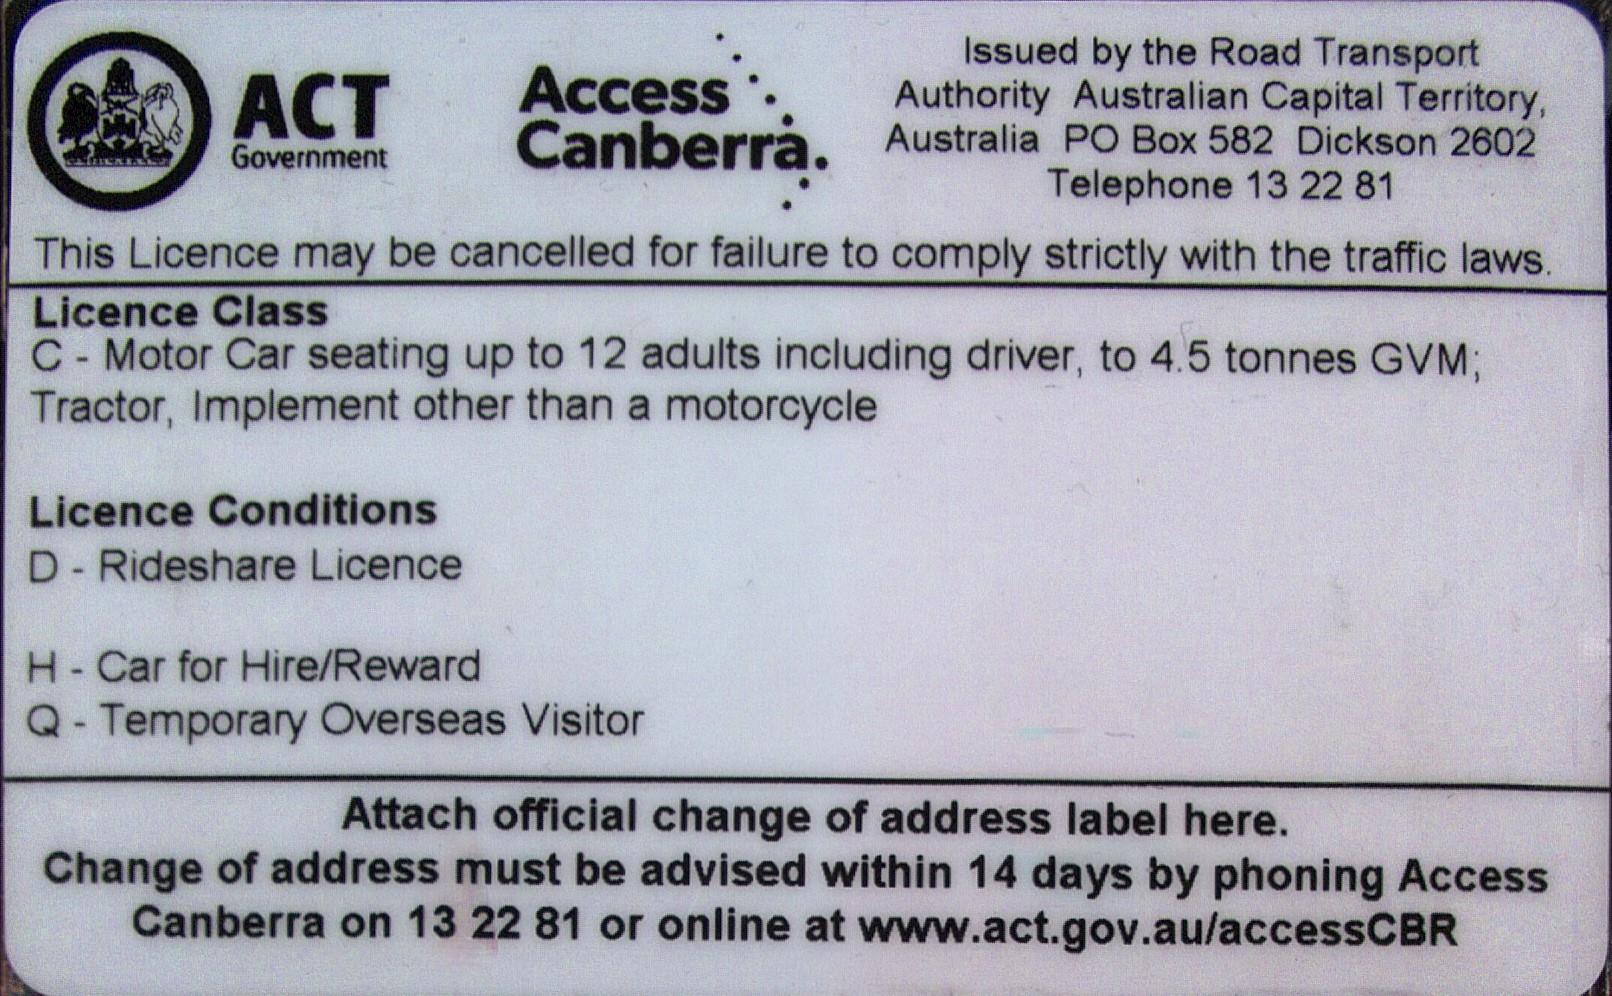 ACT
Government
Access
Canberra.
Issued by the Road Transport
Authority Australian Capital Territory,
Australia PO Box 582 Dickson 2602
Telephone 13 22 81
This Licence may be cancelled for failure to comply strictly with the traffic laws.
Licence Class
C - Motor Car seating up to 12 adults including driver, to 4.5 tonnes GVM;
Tractor, Implement other than a motorcycle
Licence Conditions
D - Rideshare Licence
H - Car for Hire/Reward
Q - Temporary Overseas Visitor
Attach official change of address label here.
Change of address must be advised within 14 days by phoning Access
Canberra on 13 22 81 or online at www.act.gov.au/accessCBR